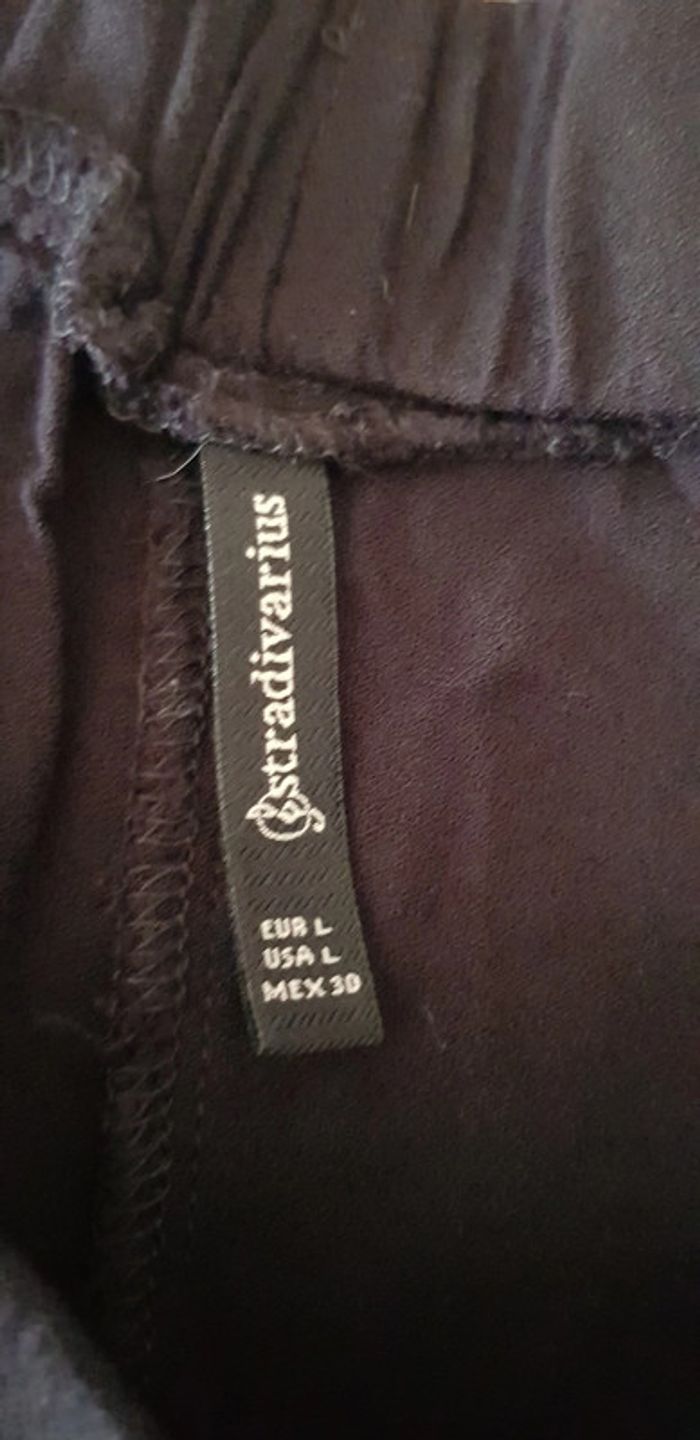 stradivarius
EUR L
USA L
MEX 30